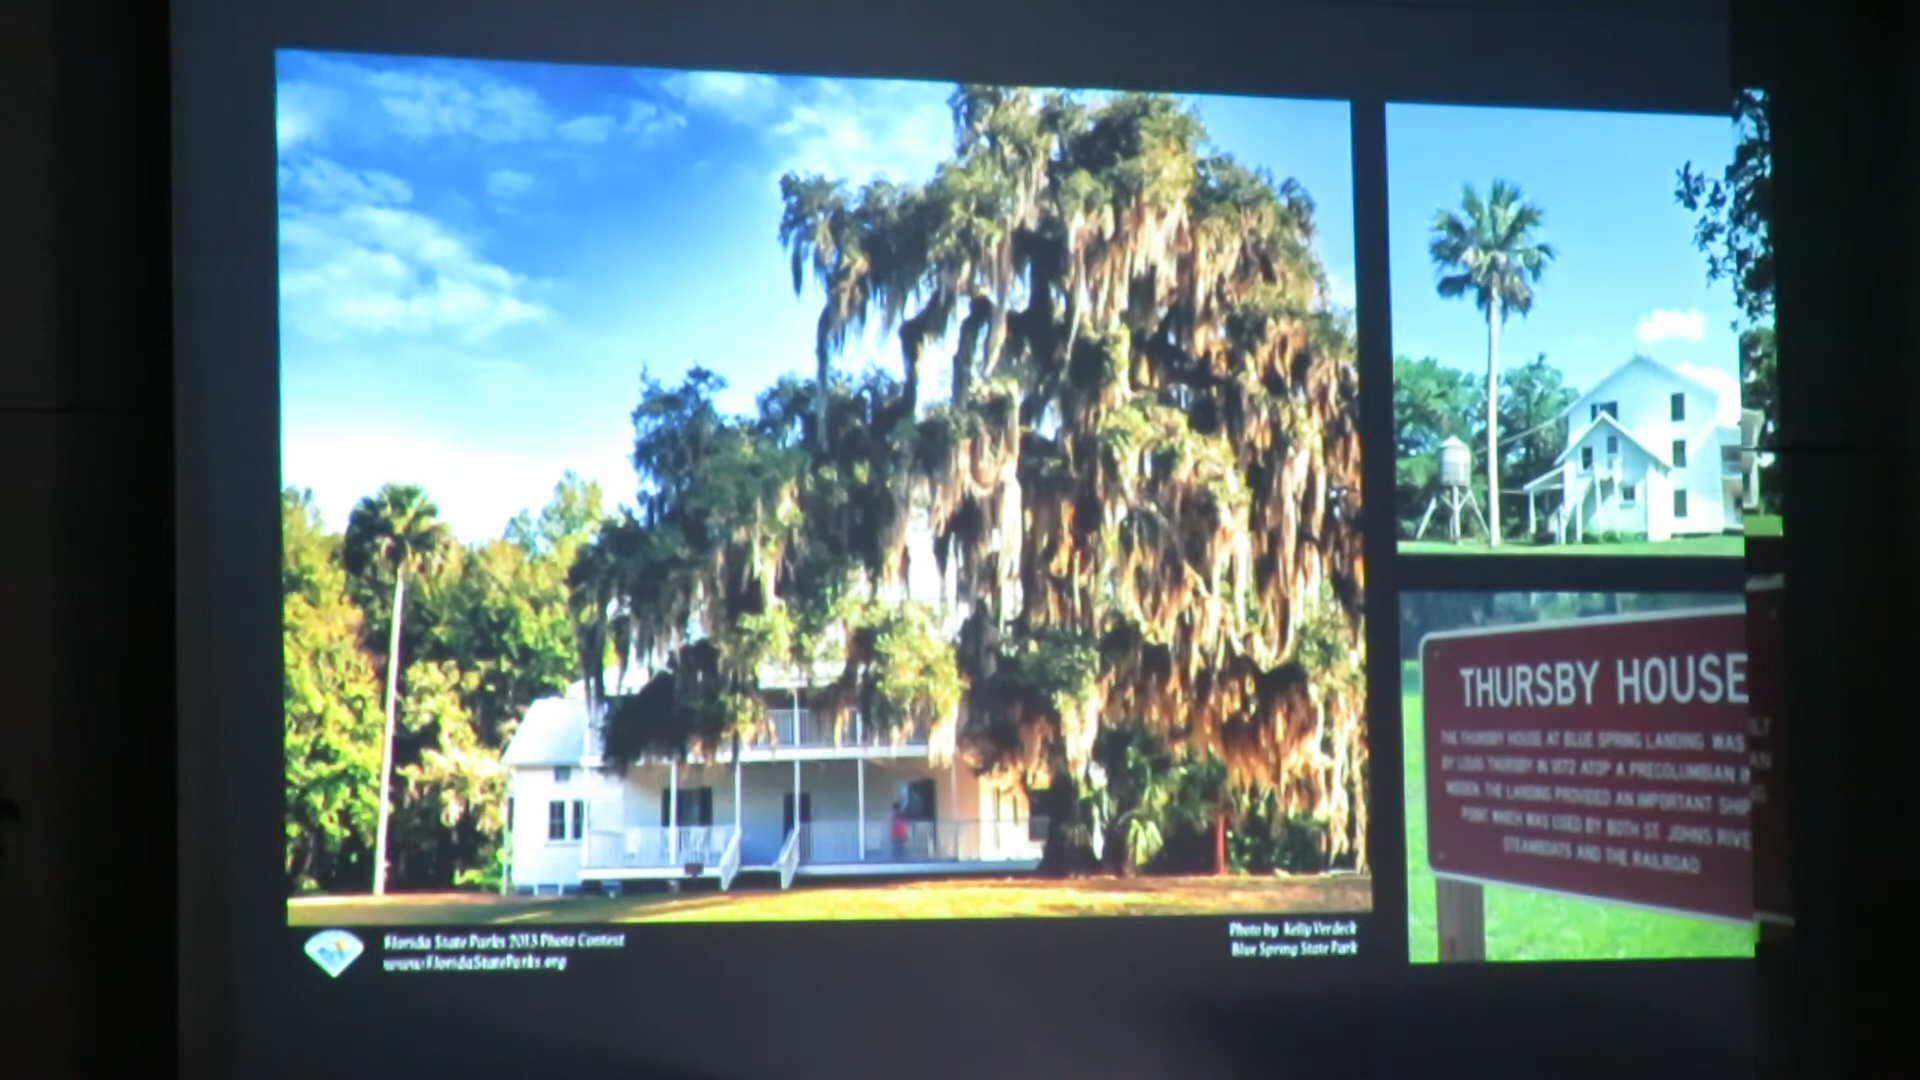 THURSBY HOUSE
THE THURSBY HOUSE AT BLUE SPRING LANDING WAS
BY LOUIS THURSBY IN 1872 ATOP A PRECOLUMBIAN
MIDDEN. THE LANDING PROVIDED AN IMPORTANT SHIP
POINT WHICH WAS USED BY BOTH ST. JOHNS RIVE
STEAMBOATS AND THE RAILROAD
Florida State Parks 2013 Photo Contest
www.FloridaStateParks.org
Photo by Kelly Verdeck
Blue Spring State Park